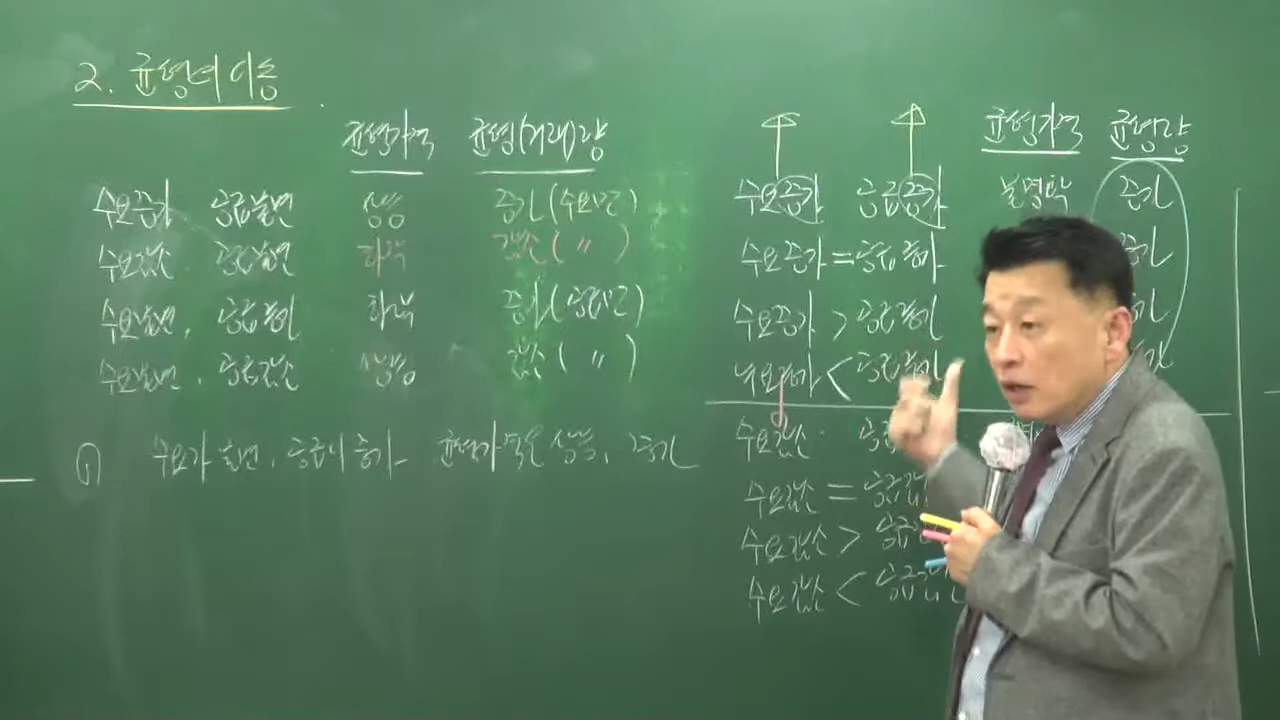 2. 균형의 이동
균형가격 균형(거래)량
수요증가 공급불변 상승 증가(수요만큼)
수요감소 공급불변 하락 감소( 〃 )
수요불변, 공급증가 하락 증가(공급만큼)
수요불변, 공급감소 상승 감소( 〃 )
① 수요가 불변, 공급이 증가 균형가격은 상승, 증가
균형가격 균형량
수요증가 공급증가 불명확 증가
수요증가 = 공급증가
수요증가 > 공급증가
수요증가 < 공급증가
수요감소
수요감소 =
수요감소 >
수요감소 <